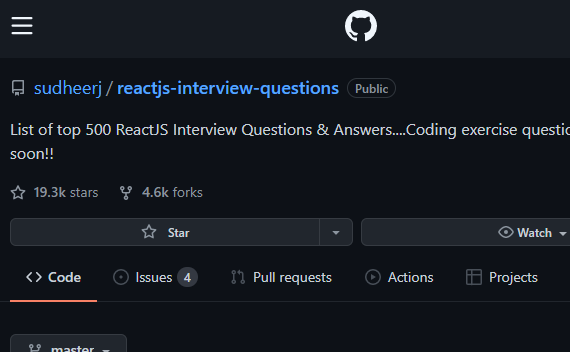 sudheerj / reactjs-interview-questions Public
List of top 500 ReactJS Interview Questions & Answers....Coding exercise questio
soon!!
19.3k stars 4.6k forks
Star Watch
Code Issues 4 Pull requests Actions Projects
master